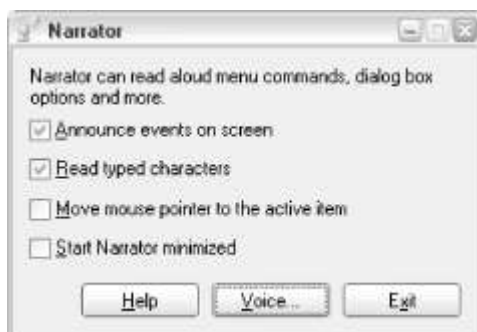 Narrator
Narrator can read aloud menu commands, dialog box
options and more.
Announce events on screen
Read typed characters
Move mouse pointer to the active item
Start Narrator minimized
Help Voice... Exit